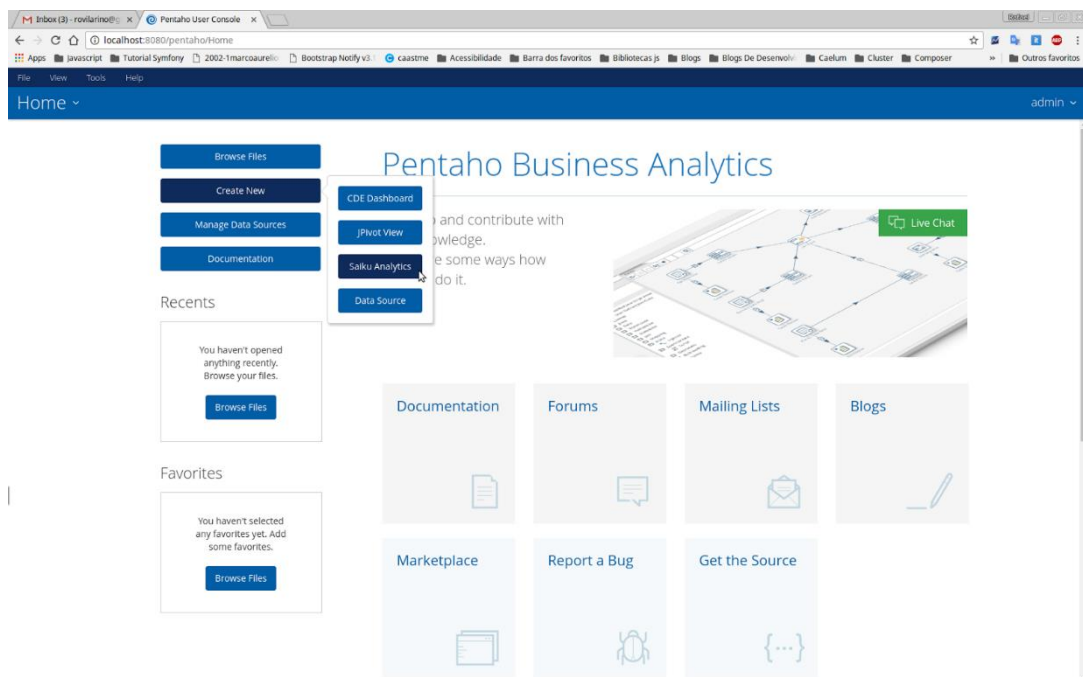 Inbox (3) - rovilarino@g
Pentaho User Console
localhost:8080/pentaho/Home
Apps
javascript
Tutorial Symfony
2002-1marcoaurelio
Bootstrap Notify v3.
caastme
Acessibilidade
Barra dos favoritos
Bibliotecas js
Blogs
Blogs De Desenvolvi
Caelum
Cluster
Composer
»
Outros favoritos
File
View
Tools
Help
Home
admin
Browse Files
Create New
Manage Data Sources
Documentation
CDE Dashboard
JPivot View
Saiku Analytics
Data Source
Pentaho Business Analytics
and contribute with
wledge.
e some ways how
do it.
Live Chat
Recents
You haven't opened
anything recently.
Browse your files.
Browse Files
Favorites
You haven't selected
any favorites yet. Add
some favorites.
Browse Files
Documentation
Forums
Mailing Lists
Blogs
Marketplace
Report a Bug
Get the Source
{...}